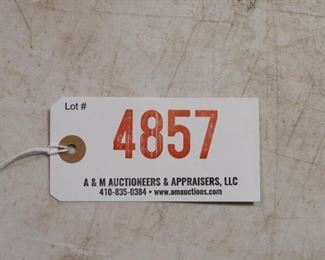 Lot #
4857
A & M AUCTIONEERS & APPRAISERS, LLC
410-835-0384 • www.amauctions.com